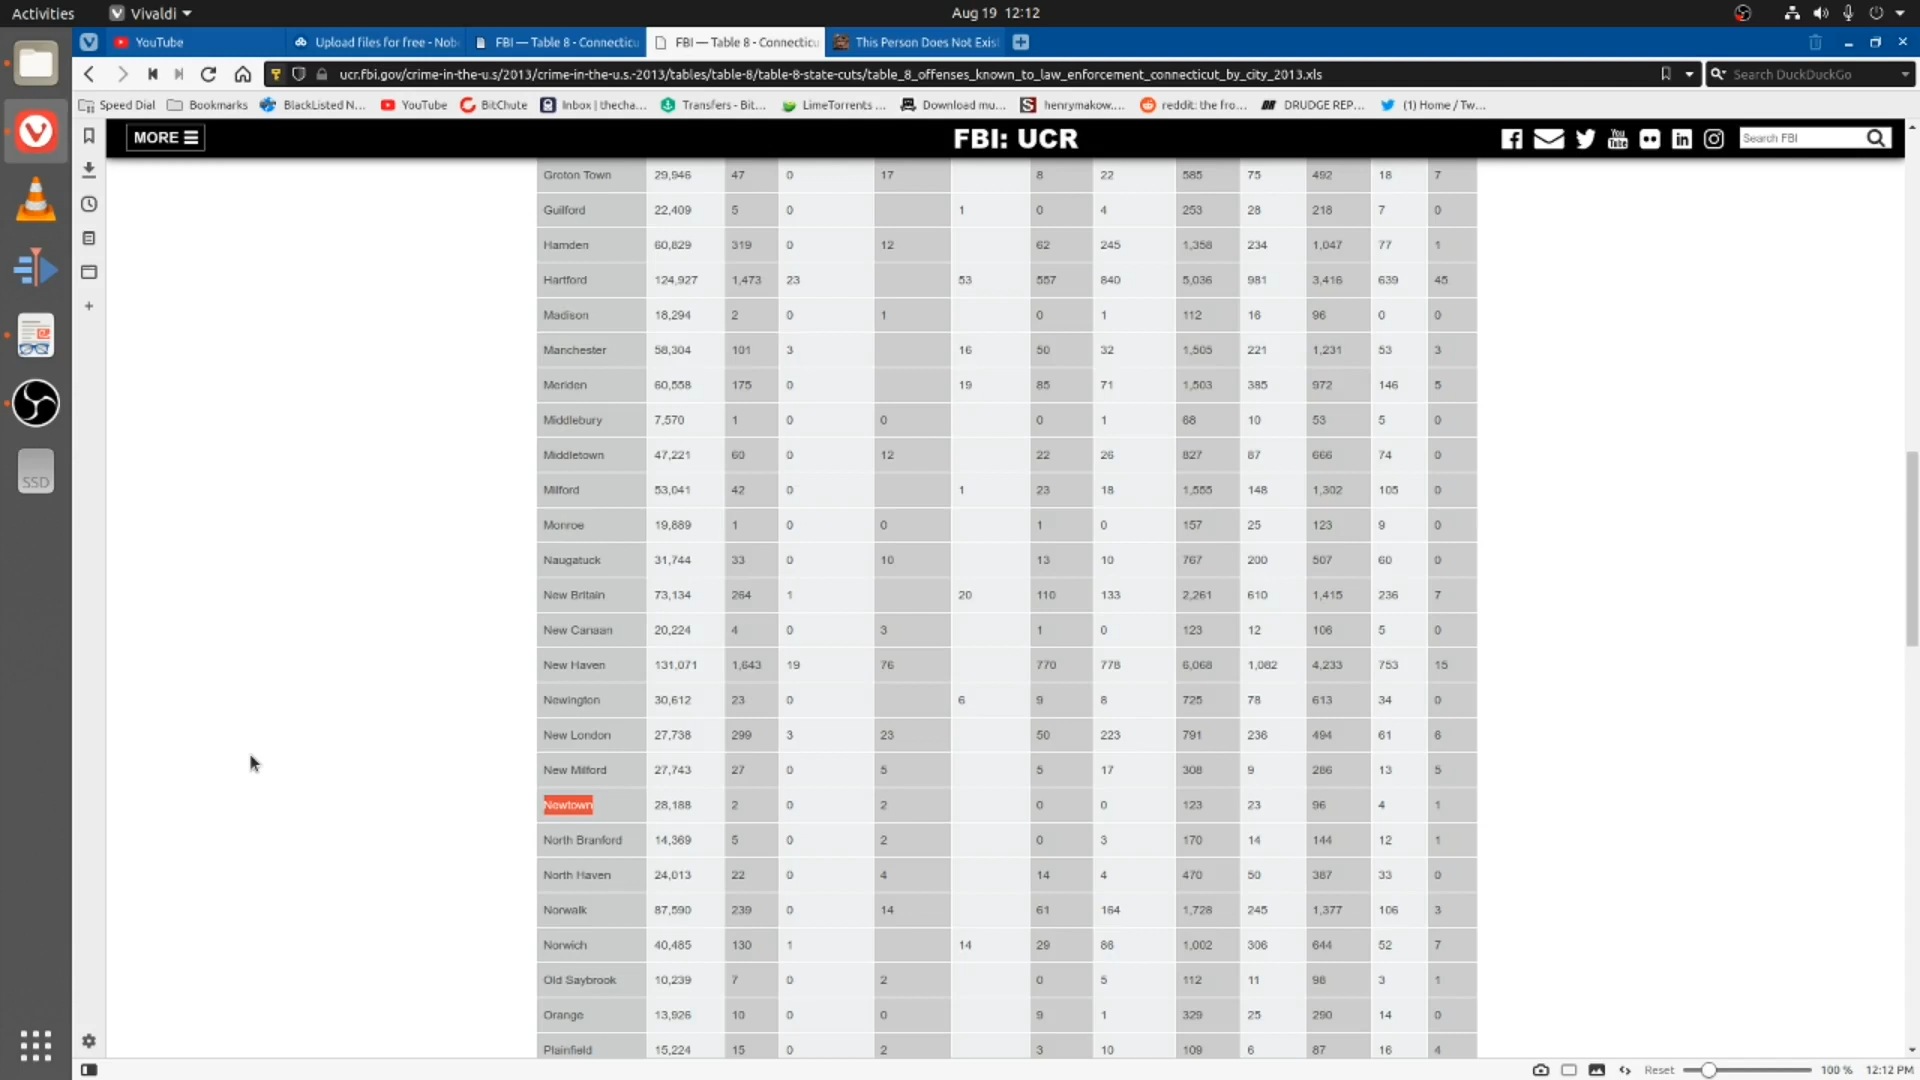 Activities
Vivaldi
Aug 19 12:12
YouTube
Upload files for free - Nob
FBI — Table 8 - Connecticu
FBI — Table 8 - Connecticu
This Person Does Not Exis
ucr.fbi.gov/crime-in-the-u.s/2013/crime-in-the-u.s.-2013/tables/table-8/table-8-state-cuts/table_8_offenses_known_to_law_enforcement_connecticut_by_city_2013.xls
Search DuckDuckGo
Speed Dial
Bookmarks
BlackListed N...
YouTube
BitChute
Inbox | thecha...
Transfers - Bit...
LimeTorrents ...
Download mu...
henrymakow....
reddit: the fro...
DRUDGE REP...
(1) Home / Tw...
MORE
FBI: UCR
Search FBI
Groton Town 29,946 47 0 17 8 22 585 75 492 18 7
Guilford 22,409 5 0 1 0 4 253 28 218 7 0
Hamden 60,829 319 0 12 62 245 1,358 234 1,047 77 1
Hartford 124,927 1,473 23 53 557 840 5,036 981 3,416 639 45
Madison 18,294 2 0 1 0 1 112 16 96 0 0
Manchester 58,304 101 3 16 50 32 1,505 221 1,231 53 3
Meriden 60,558 175 0 19 85 71 1,503 385 972 146 5
Middlebury 7,570 1 0 0 0 1 68 10 53 5 0
Middletown 47,221 60 0 12 22 26 827 87 666 74 0
Milford 53,041 42 0 1 23 18 1,555 148 1,302 105 0
Monroe 19,889 1 0 0 1 0 157 25 123 9 0
Naugatuck 31,744 33 0 10 13 10 767 200 507 60 0
New Britain 73,134 264 1 20 110 133 2,261 610 1,415 236 7
New Canaan 20,224 4 0 3 1 0 123 12 106 5 0
New Haven 131,071 1,643 19 76 770 778 6,068 1,082 4,233 753 15
Newington 30,612 23 0 6 9 8 725 78 613 34 0
New London 27,738 299 3 23 50 223 791 236 494 61 6
New Milford 27,743 27 0 5 5 17 308 9 286 13 5
Newtown 28,188 2 0 2 0 0 123 23 96 4 1
North Branford 14,369 5 0 2 0 3 170 14 144 12 1
North Haven 24,013 22 0 4 14 4 470 50 387 33 0
Norwalk 87,590 239 0 14 61 164 1,728 245 1,377 106 3
Norwich 40,485 130 1 14 29 86 1,002 306 644 52 7
Old Saybrook 10,239 7 0 2 0 5 112 11 98 3 1
Orange 13,926 10 0 0 9 1 329 25 290 14 0
Plainfield 15,224 15 0 2 3 10 109 6 87 16 4
SSD
Reset
100 %
12:12 PM